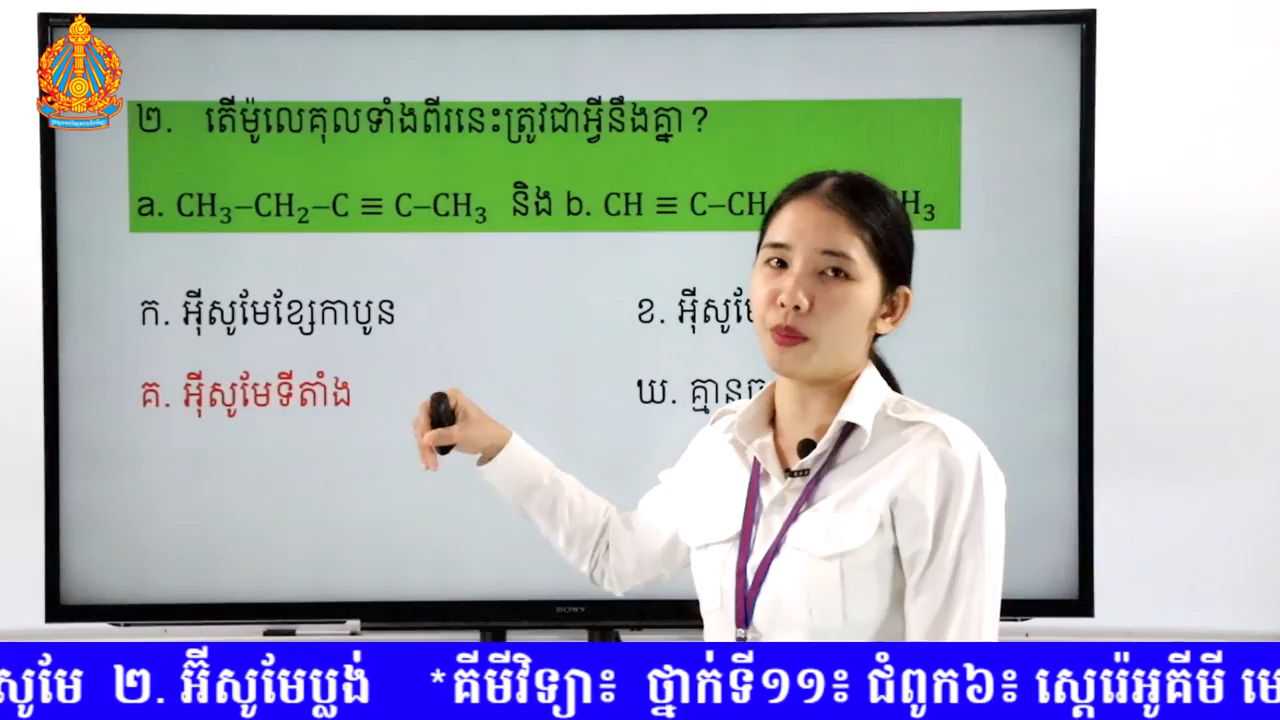 ២. តើម៉ូលេគុលទាំងពីរនេះត្រូវជាអ្វីនឹងគ្នា ?
a. CH₃–CH₂–C ≡ C–CH₃ និង b. CH ≡ C–CH H₃
ក. អ៊ីសូមែខ្សែកាបូន ខ. អ៊ីសូមែ
គ. អ៊ីសូមែទីតាំង ឃ. គ្មាន
SONY
សូមែ ២. អ៊ីសូមែប្លង់ *គីមីវិទ្យា៖ ថ្នាក់ទី១១៖ ជំពូក៦៖ ស្តេរ៉េអូគីមី មេ